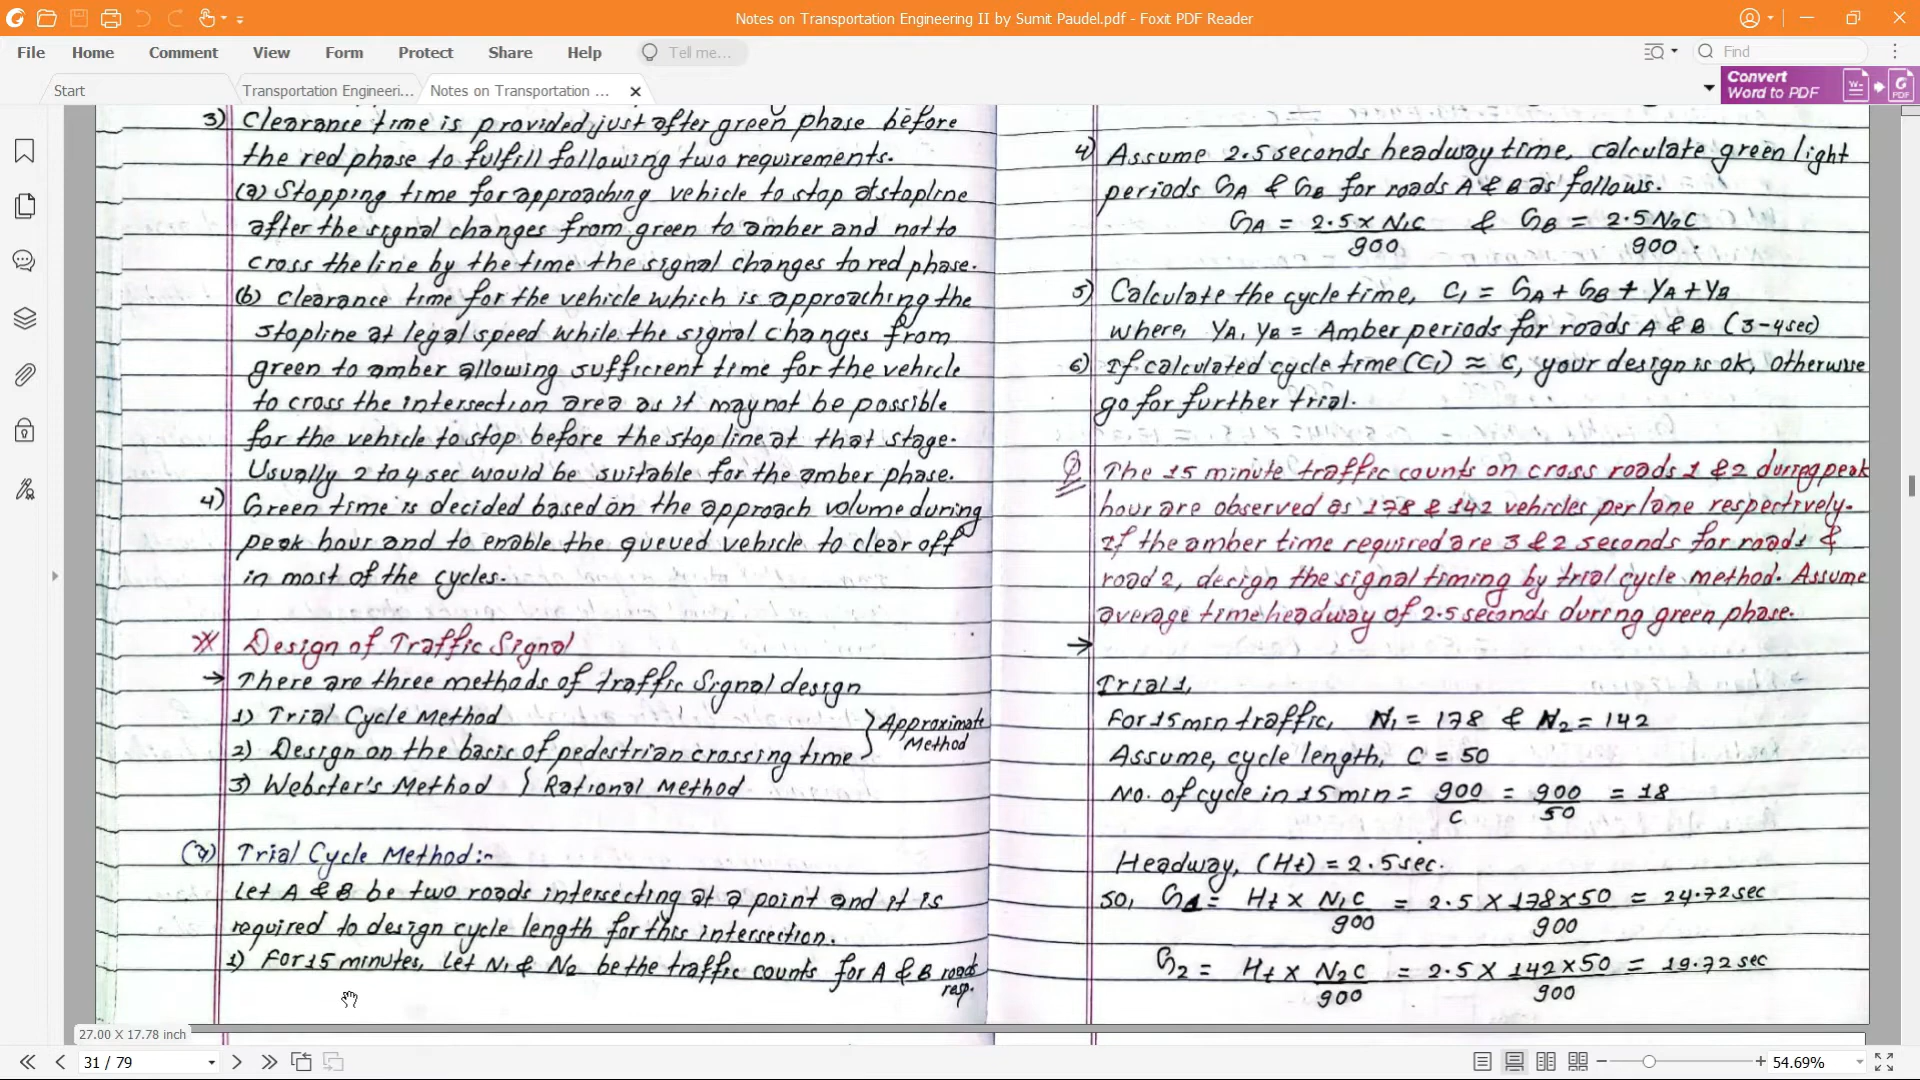 Notes on Transportation Engineering II by Sumit Paudel.pdf - Foxit PDF Reader
File Home Comment View Form Protect Share Help Tell me... Find
Start Transportation Engineeri... Notes on Transportation ...
Convert
Word to PDF
3) Clearance time is provided just after green phase before
the red phase to fulfill following two requirements.
(a) Stopping time for approaching vehicle to stop at stopline
after the signal changes from green to amber and not to
cross the line by the time the signal changes to red phase.
(b) Clearance time for the vehicle which is approaching the
stopline at legal speed while the signal changes from
green to amber allowing sufficient time for the vehicle
to cross the intersection area as it may not be possible
for the vehicle to stop before the stop line at that stage.
Usually 2 to 4 sec would be suitable for the amber phase.
4) Green time is decided based on the approach volume during
peak hour and to enable the queued vehicle to clear off
in most of the cycles.
Design of Traffic Signal
→ There are three methods of traffic signal design
1) Trial Cycle Method
2) Design on the basis of pedestrian crossing time
} Approximate
Method
3) Webster's Method } Rational Method
Trial Cycle Method:-
Let A & B be two roads intersecting at a point and it is
required to design cycle length for this intersection.
1) For 15 minutes, let N1 & N2 be the traffic counts for A & B roads
resp.
4) Assume 2.5 seconds headway time, calculate green light
periods GA & GB for roads A & B as follows.
GA = 2.5 x N1C & GB = 2.5 N2C
900 900
5) Calculate the cycle time, C1 = GA + GB + YA + YB
where, YA, YB = Amber periods for roads A & B (3-4 sec)
6) If calculated cycle time (C1) ≈ C, your design is ok, otherwise
go for further trial.
Q The 15 minute traffic counts on cross roads 1 & 2 during peak
hour are observed as 178 & 142 vehicles per lane respectively.
If the amber time required are 3 & 2 seconds for road 1 &
road 2, design the signal timing by trial cycle method. Assume
average time headway of 2.5 seconds during green phase.
→
Trial 1,
For 15 min traffic, N1 = 178 & N2 = 142
Assume, cycle length, C = 50
No. of cycle in 15 min = 900 = 900 = 18
C 50
Headway, (Ht) = 2.5 sec.
So, G1 = Ht x N1C = 2.5 x 178 x 50 = 24.72 sec
900 900
G2 = Ht x N2C = 2.5 x 142 x 50 = 19.72 sec
900 900
27.00 X 17.78 inch
31 / 79
54.69%